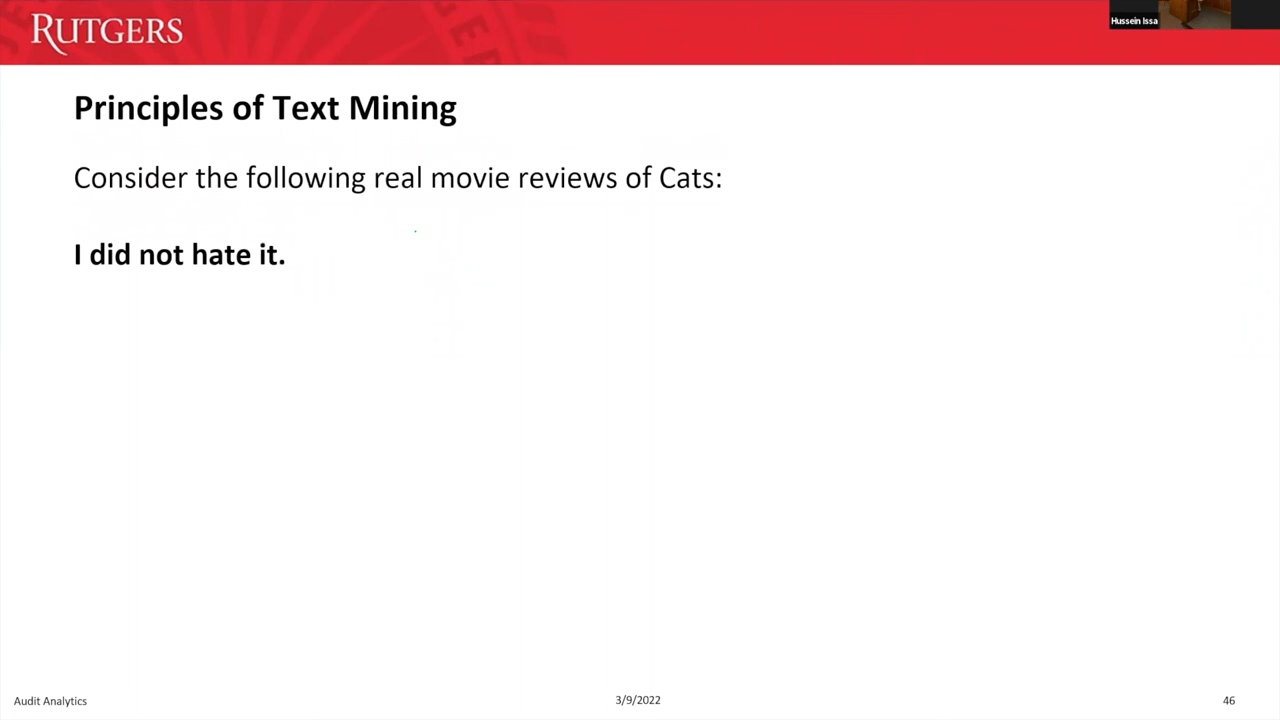 RUTGERS
Hussein Issa
Principles of Text Mining
Consider the following real movie reviews of Cats:
I did not hate it.
Audit Analytics
3/9/2022
46